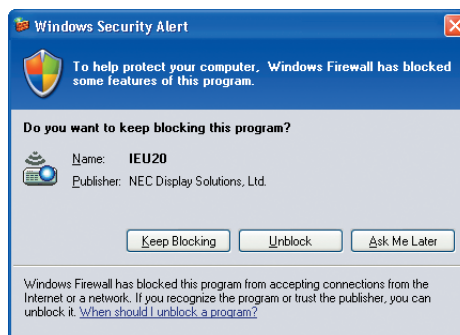 Windows Security Alert
To help protect your computer, Windows Firewall has blocked
some features of this program.
Do you want to keep blocking this program?
Name: IEU20
Publisher: NEC Display Solutions, Ltd.
Keep Blocking Unblock Ask Me Later
Windows Firewall has blocked this program from accepting connections from the
Internet or a network. If you recognize the program or trust the publisher, you can
unblock it. When should I unblock a program?